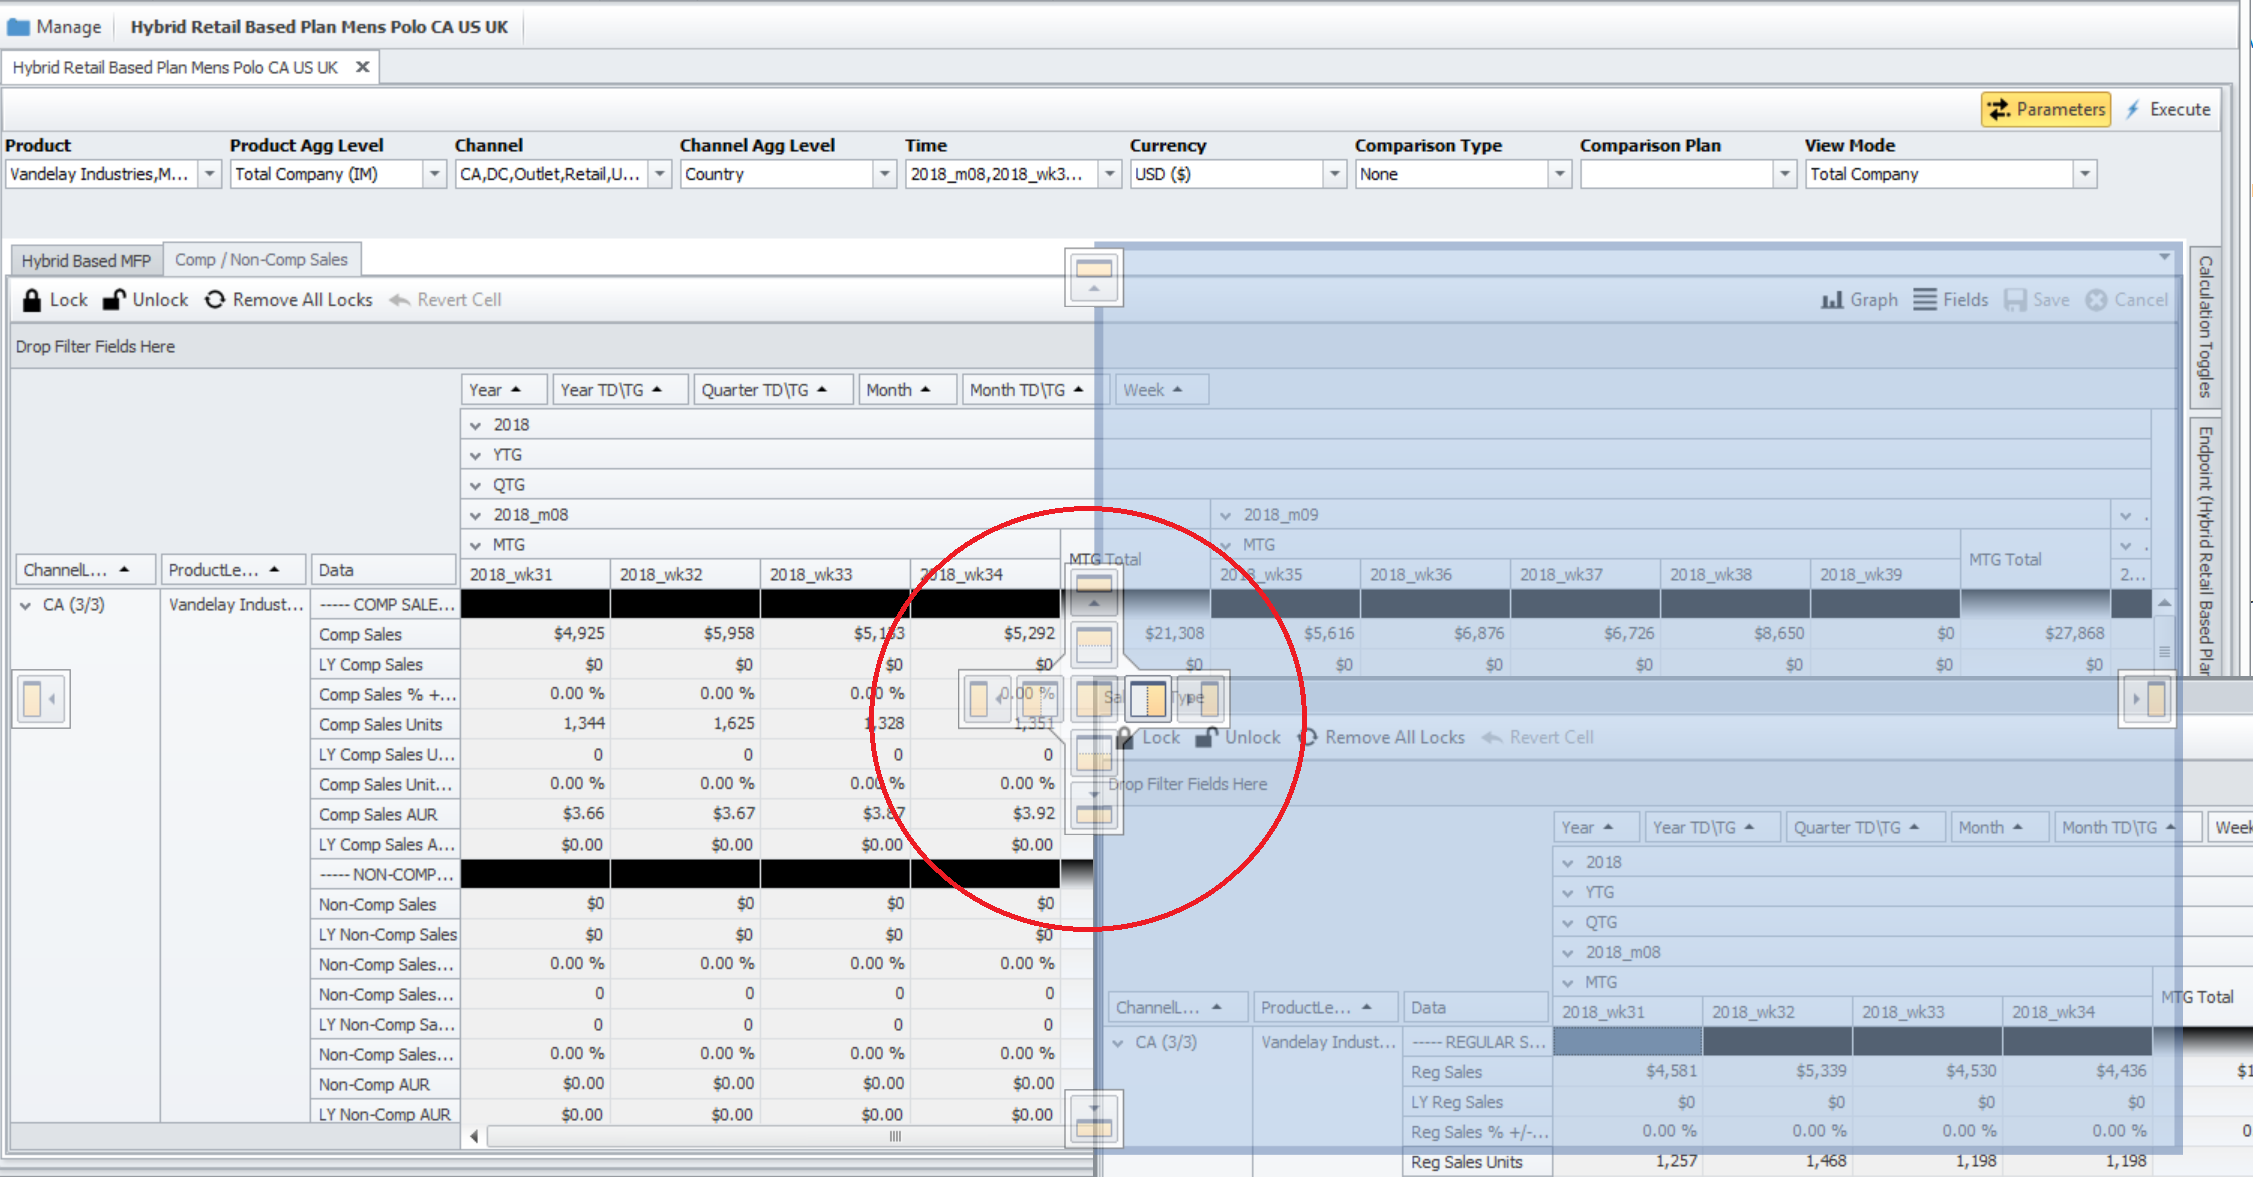 Manage Hybrid Retail Based Plan Mens Polo CA US UK
Hybrid Retail Based Plan Mens Polo CA US UK
Parameters Execute
Product Product Agg Level Channel Channel Agg Level Time Currency Comparison Type Comparison Plan View Mode
Vandelay Industries,M... Total Company (IM) CA,DC,Outlet,Retail,U... Country 2018_m08,2018_wk3... USD ($) None Total Company
Hybrid Based MFP Comp / Non-Comp Sales
Lock Unlock Remove All Locks Revert Cell Graph Fields Save Cancel
Calculation Toggles
Endpoint (Hybrid Retail Based Plan
Drop Filter Fields Here
Year Year TD\TG Quarter TD\TG Month Month TD\TG Week
2018
YTG
QTG
2018_m08 2018_m09 .
MTG MTG Total MTG MTG Total .
ChannelL... ProductLe... Data 2018_wk31 2018_wk32 2018_wk33 2018_wk34 2018_wk35 2018_wk36 2018_wk37 2018_wk38 2018_wk39 2...
CA (3/3) Vandelay Indust... ----- COMP SALE...
Comp Sales $4,925 $5,958 $5,133 $5,292 $21,308 $5,616 $6,876 $6,726 $8,650 $0 $27,868
LY Comp Sales $0 $0 $0 $0 $0 $0 $0 $0 $0 $0 $0
Comp Sales % +... 0.00 % 0.00 % 0.00 % 0.00 %
Comp Sales Units 1,344 1,625 1,328 1,351
LY Comp Sales U... 0 0 0 0
Comp Sales Unit... 0.00 % 0.00 % 0.00 % 0.00 %
Comp Sales AUR $3.66 $3.67 $3.87 $3.92
LY Comp Sales A... $0.00 $0.00 $0.00 $0.00
----- NON-COMP...
Non-Comp Sales $0 $0 $0 $0
LY Non-Comp Sales $0 $0 $0 $0
Non-Comp Sales... 0.00 % 0.00 % 0.00 % 0.00 %
Non-Comp Sales... 0 0 0 0
LY Non-Comp Sa... 0 0 0 0
Non-Comp Sales... 0.00 % 0.00 % 0.00 % 0.00 %
Non-Comp AUR $0.00 $0.00 $0.00 $0.00
LY Non-Comp AUR $0.00 $0.00 $0.00 $0.00
Type
Lock Unlock Remove All Locks Revert Cell
Drop Filter Fields Here
Year Year TD\TG Quarter TD\TG Month Month TD\TG Week
2018
YTG
QTG
2018_m08
MTG MTG Total
ChannelL... ProductLe... Data 2018_wk31 2018_wk32 2018_wk33 2018_wk34
CA (3/3) Vandelay Indust... ----- REGULAR S...
Reg Sales $4,581 $5,339 $4,530 $4,436 $1
LY Reg Sales $0 $0 $0 $0
Reg Sales % +/-... 0.00 % 0.00 % 0.00 % 0.00 % 0
Reg Sales Units 1,257 1,468 1,198 1,198